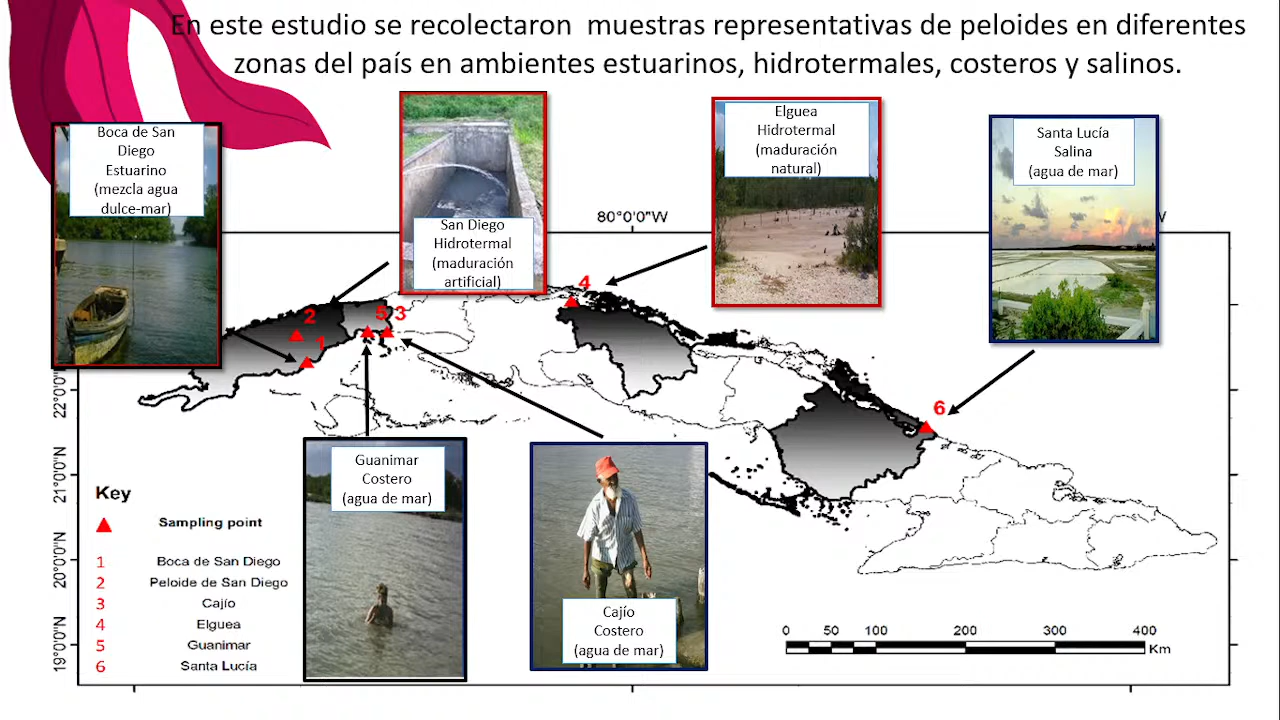 En este estudio se recolectaron muestras representativas de peloides en diferentes
zonas del país en ambientes estuarinos, hidrotermales, costeros y salinos.
Boca de San
Diego
Estuarino
(mezcla agua
dulce-mar)
San Diego
Hidrotermal
(maduración
artificial)
Elguea
Hidrotermal
(maduración
natural)
Santa Lucía
Salina
(agua de mar)
80°0'0"W
W
4
2
5
3
1
6
22°0'0"N
21°0'0"N
20°0'0"N
19°0'0"N
Guanimar
Costero
(agua de mar)
Cajío
Costero
(agua de mar)
Key
Sampling point
1 Boca de San Diego
2 Peloide de San Diego
3 Cajío
4 Elguea
5 Guanimar
6 Santa Lucía
0 50 100 200 300 400
Km